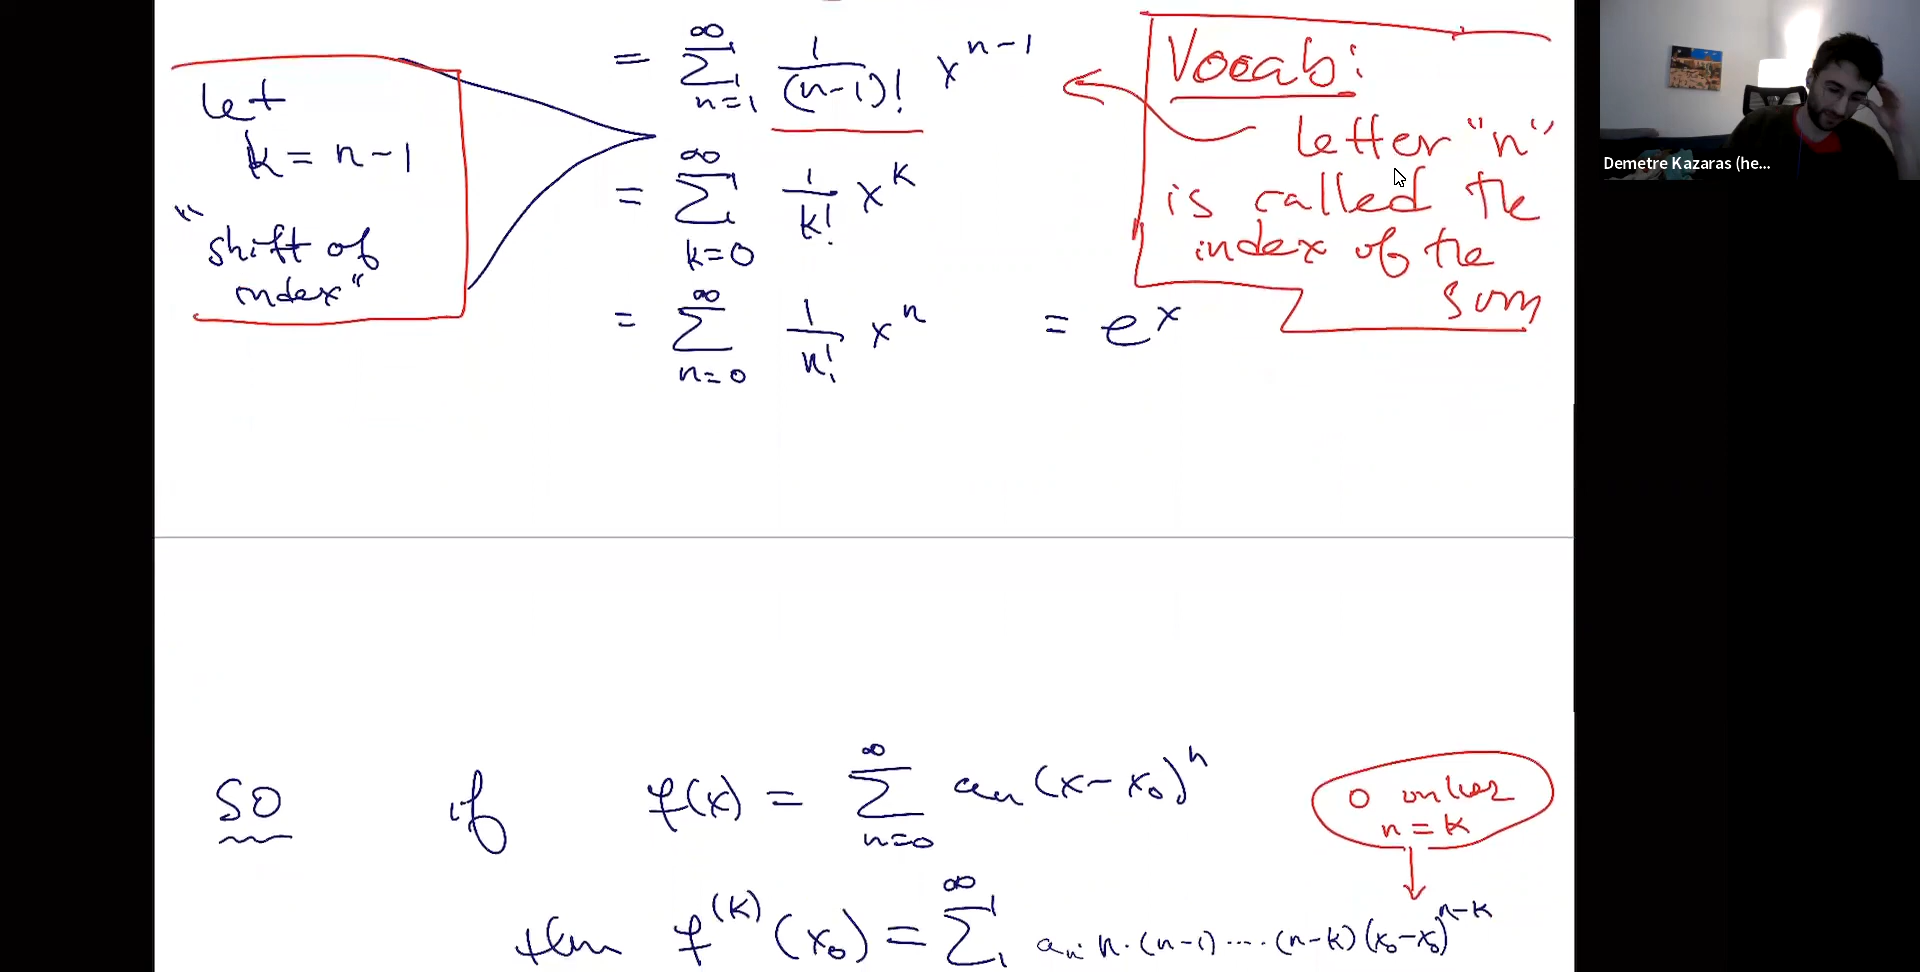 let
k = n-1
"shift of
index"
= ∞ Σ n=1 1/(n-1)! x^{n-1}
= ∞ Σ k=0 1/k! x^k
= ∞ Σ n=0 1/n! x^n = e^x
Vocab:
letter "n"
is called the
index of the
sum
Demetre Kazaras (he...
SO if f(x) = ∞ Σ n=0 a_n (x-x_0)^n
0 unless
n = k
then f^{(k)}(x_0) = ∞ Σ a_n · n · (n-1) ···· (n-k) (x_0-x_0)^{n-k}